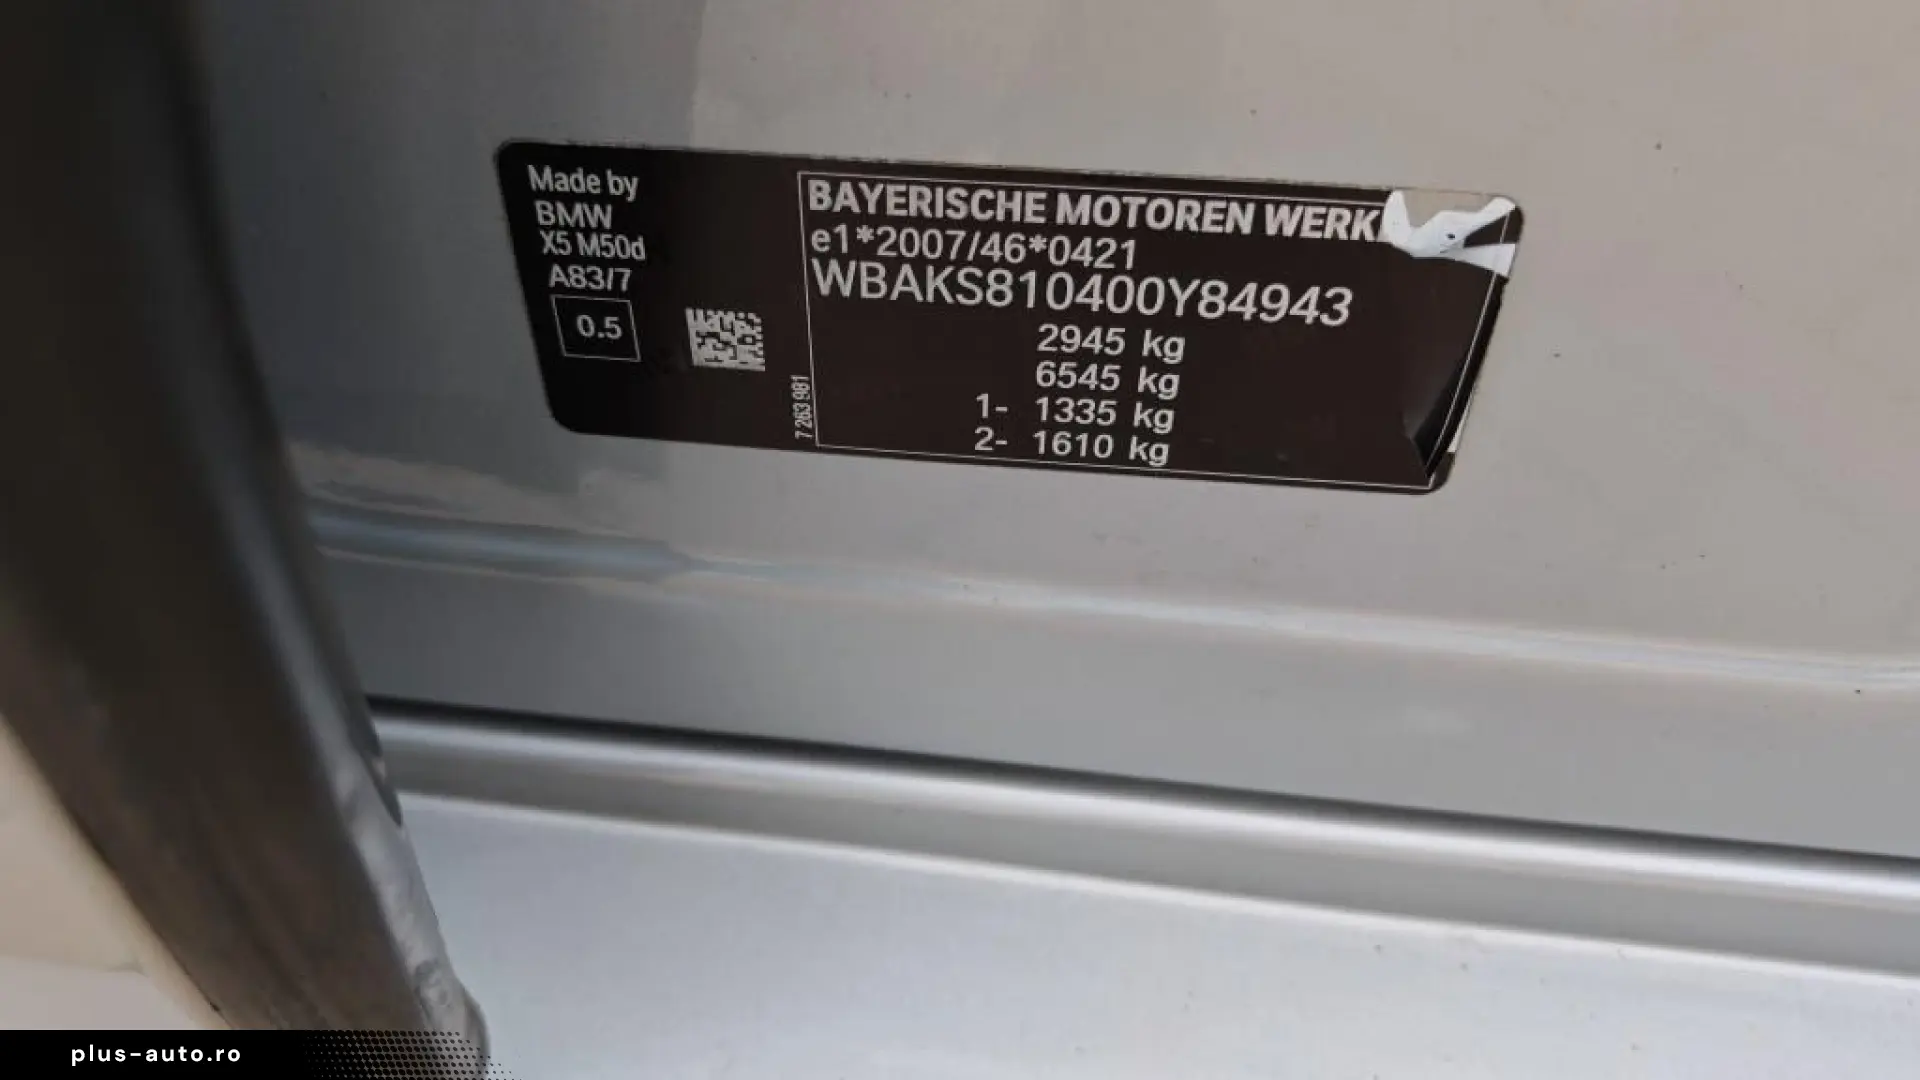 Made by
BMW
X5 M50d
A83/7
0.5
7 263 981
BAYERISCHE MOTOREN WERK
e1*2007/46*0421
WBAKS810400Y84943
2945 kg
6545 kg
1- 1335 kg
2- 1610 kg
plus-auto.ro